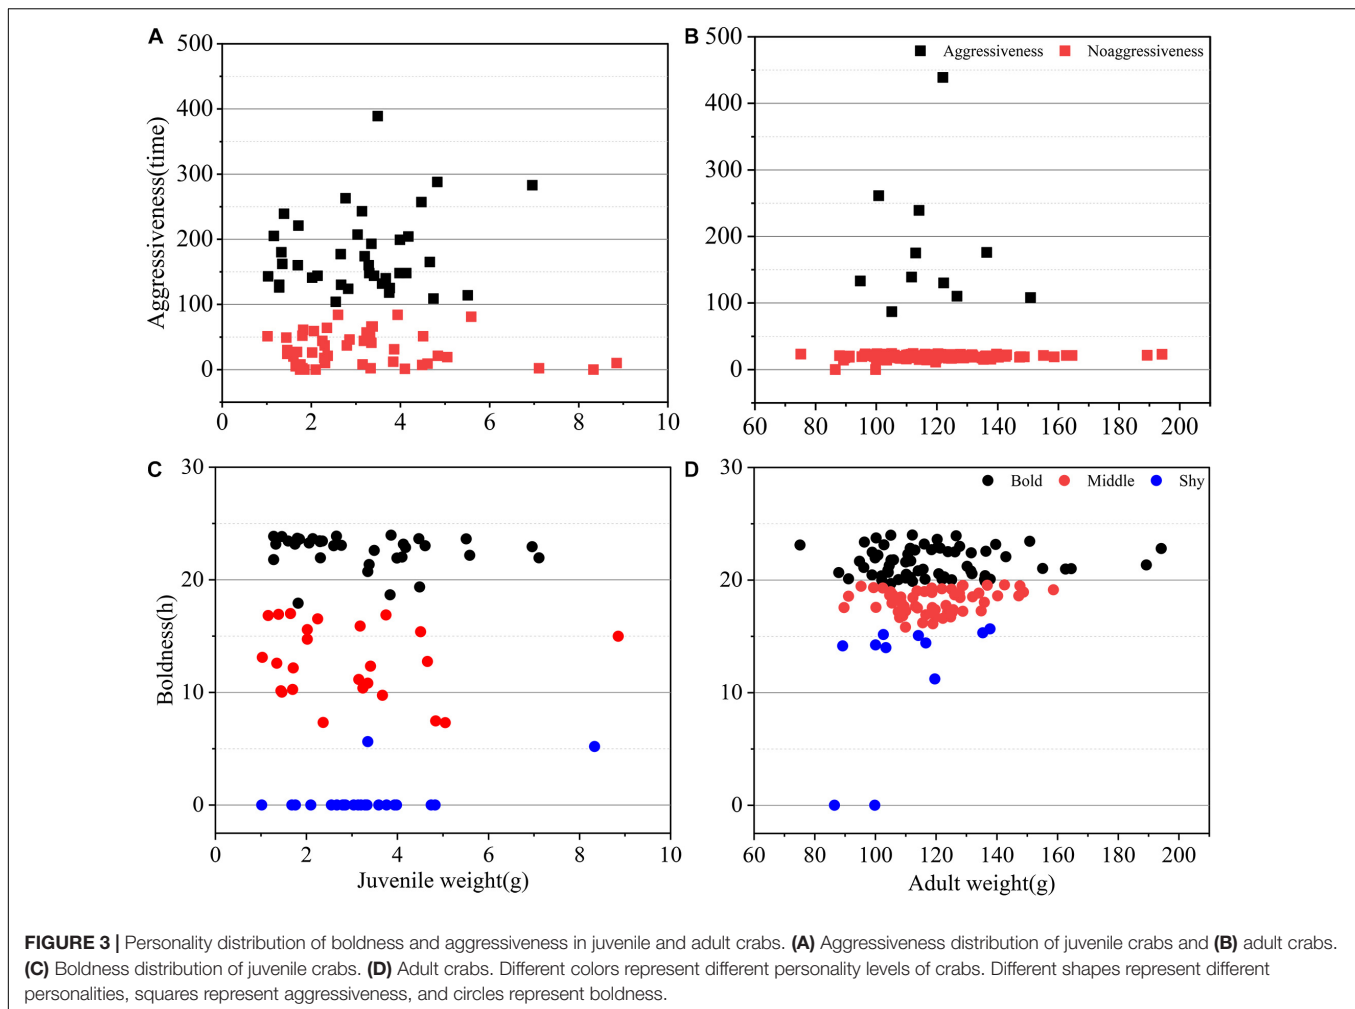 A
500
400
300
200
100
0
Aggressiveness(time)
0 2 4 6 8 10
B
500
400
300
200
100
0
Aggressiveness Noaggressiveness
60 80 100 120 140 160 180 200
C
30
20
10
0
Boldness(h)
0 2 4 6 8 10
Juvenile weight(g)
D
30
20
10
0
Bold Middle Shy
60 80 100 120 140 160 180 200
Adult weight(g)
FIGURE 3 | Personality distribution of boldness and aggressiveness in juvenile and adult crabs. (A) Aggressiveness distribution of juvenile crabs and (B) adult crabs.
(C) Boldness distribution of juvenile crabs. (D) Adult crabs. Different colors represent different personality levels of crabs. Different shapes represent different
personalities, squares represent aggressiveness, and circles represent boldness.